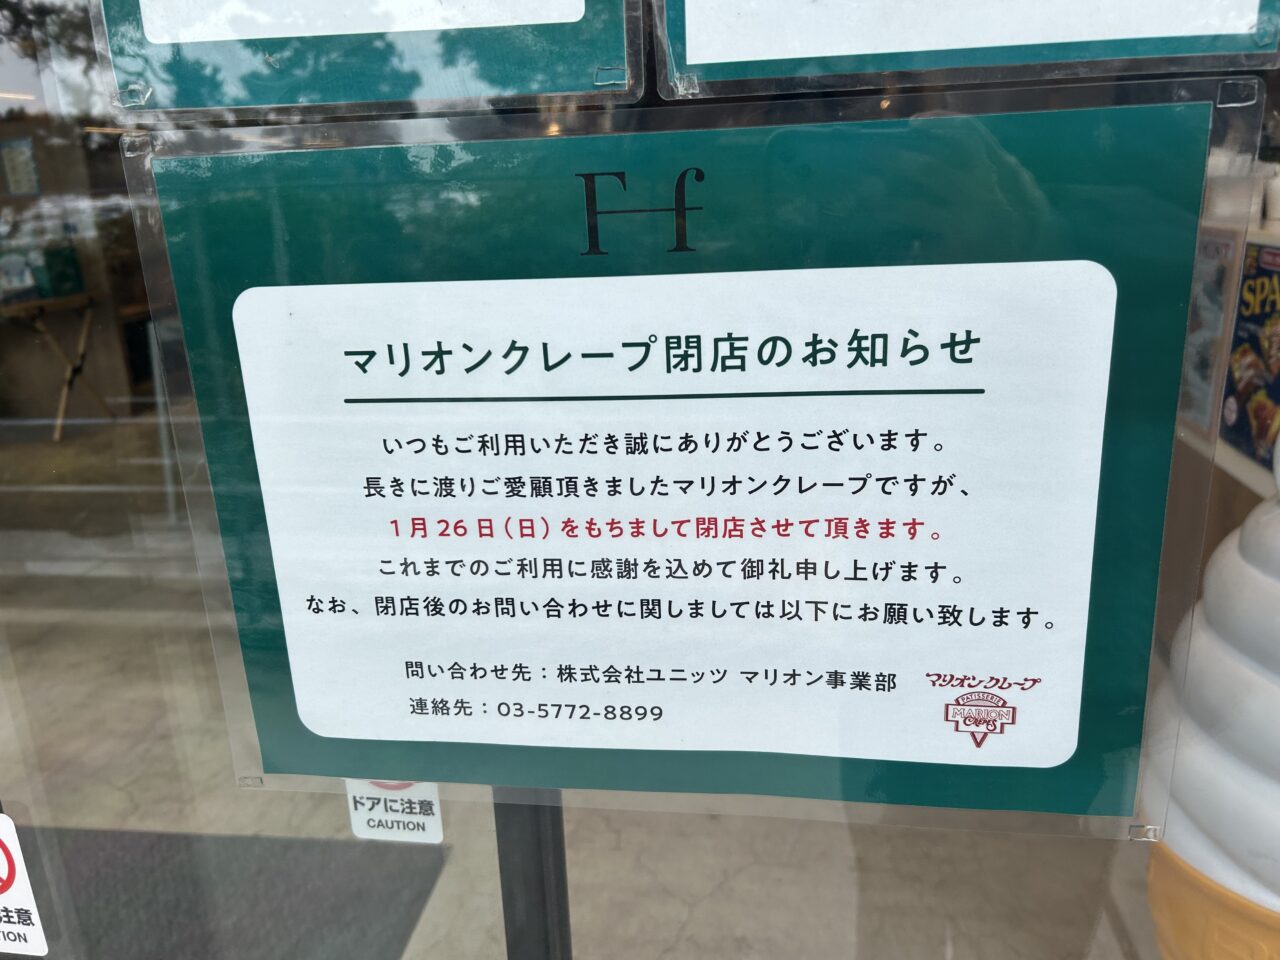 Ff
マリオンクレープ閉店のお知らせ
いつもご利用いただき誠にありがとうございます。
長きに渡りご愛顧頂きましたマリオンクレープですが、
1月26日（日）をもちまして閉店させて頂きます。
これまでのご利用に感謝を込めて御礼申し上げます。
なお、閉店後のお問い合わせに関しましては以下にお願い致します。
問い合わせ先：株式会社ユニッツ マリオン事業部
連絡先：03-5772-8899
マリオンクレープ
PATISSERIE
MARION
CREPES
ドアに注意
CAUTION
注意
TION
SPA